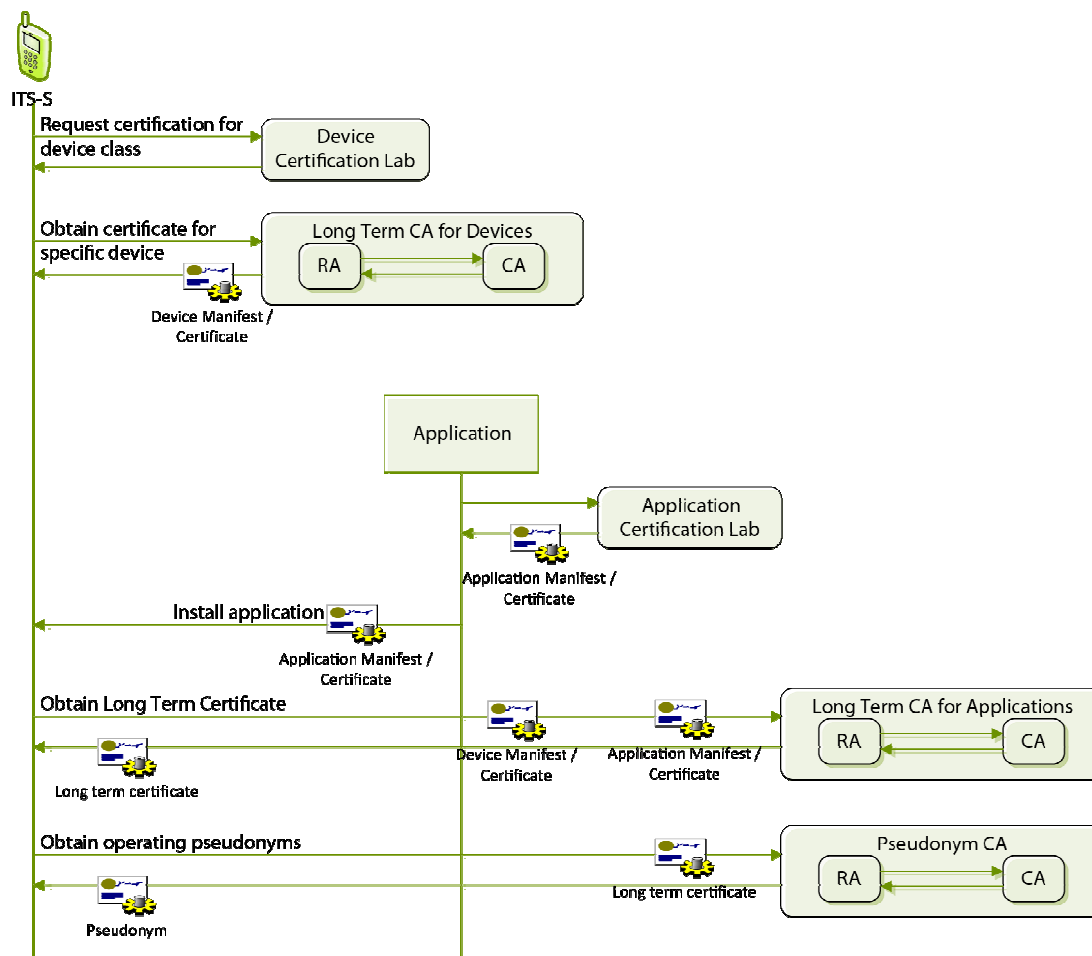 ITS-S
Request certification for
device class
Device
Certification Lab
Obtain certificate for
specific device
Long Term CA for Devices
RA
CA
Device Manifest /
Certificate
Application
Application
Certification Lab
Application Manifest /
Certificate
Install application
Application Manifest /
Certificate
Obtain Long Term Certificate
Long Term CA for Applications
RA
CA
Device Manifest /
Certificate
Application Manifest /
Certificate
Long term certificate
Obtain operating pseudonyms
Pseudonym CA
RA
CA
Long term certificate
Pseudonym